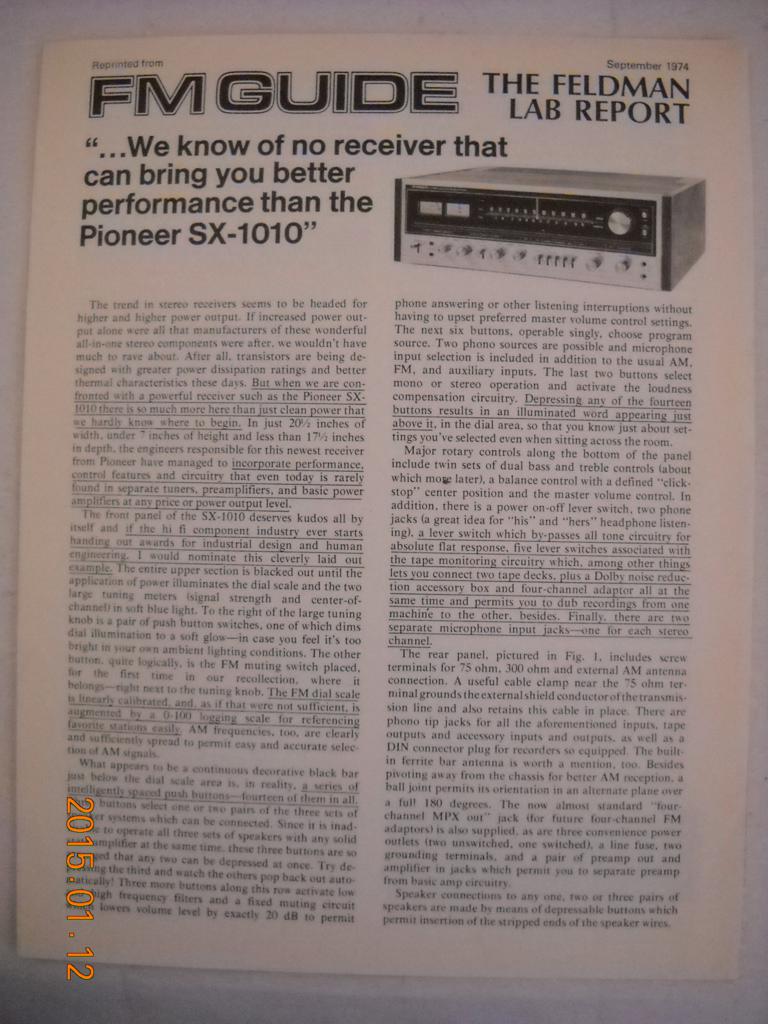 Reprinted from
September 1974
FM GUIDE
THE FELDMAN
LAB REPORT
“...We know of no receiver that
can bring you better
performance than the
Pioneer SX-1010”
The trend in stereo receivers seems to be headed for
higher and higher power output. If increased power out-
put alone were all that manufacturers of these wonderful
all-in-one stereo components were after, we wouldn't have
much to rave about. After all, transistors are being de-
signed with greater power dissipation ratings and better
thermal characteristics these days. But when we are con-
fronted with a powerful receiver such as the Pioneer SX-
1010 there is so much more here than just clean power that
we hardly know where to begin. In just 20½ inches of
width, under 7 inches of height and less than 17½ inches
in depth, the engineers responsible for this newest receiver
from Pioneer have managed to incorporate performance,
control features and circuitry that even today is rarely
found in separate tuners, preamplifiers, and basic power
amplifiers at any price or power output level.
The front panel of the SX-1010 deserves kudos all by
itself and if the hi fi component industry ever starts
handing out awards for industrial design and human
engineering, I would nominate this cleverly laid out
example. The entire upper section is blacked out until the
application of power illuminates the dial scale and the two
large tuning meters (signal strength and center-of-
channel) in soft blue light. To the right of the large tuning
knob is a pair of push button switches, one of which dims
dial illumination to a soft glow—in case you feel it's too
bright in your own ambient lighting conditions. The other
button, quite logically, is the FM muting switch placed,
for the first time in our recollection, where it
belongs—right next to the tuning knob. The FM dial scale
is linearly calibrated, and, as if that were not sufficient, is
augmented by a 0-100 logging scale for referencing
favorite stations easily. AM frequencies, too, are clearly
and sufficiently spread to permit easy and accurate selec-
tion of AM signals.
What appears to be a continuous decorative black bar
just below the dial scale area is, in reality, a series of
intelligently spaced push buttons—fourteen of them in all.
buttons select one or two pairs of the three sets of
er systems which can be connected. Since it is inad-
to operate all three sets of speakers with any solid
amplifier at the same time, these three buttons are so
ed that any two can be depressed at once. Try de-
ing the third and watch the others pop back out auto-
matically! Three more buttons along this row activate low
high frequency filters and a fixed muting circuit
which lowers volume level by exactly 20 dB to permit
phone answering or other listening interruptions without
having to upset preferred master volume control settings.
The next six buttons, operable singly, choose program
source. Two phono sources are possible and microphone
input selection is included in addition to the usual AM,
FM, and auxiliary inputs. The last two buttons select
mono or stereo operation and activate the loudness
compensation circuitry. Depressing any of the fourteen
buttons results in an illuminated word appearing just
above it, in the dial area, so that you know just about set-
tings you've selected even when sitting across the room.
Major rotary controls along the bottom of the panel
include twin sets of dual bass and treble controls (about
which more later), a balance control with a defined "click-
stop" center position and the master volume control. In
addition, there is a power on-off lever switch, two phone
jacks (a great idea for "his" and "hers" headphone listen-
ing), a lever switch which by-passes all tone circuitry for
absolute flat response, five lever switches associated with
the tape monitoring circuitry which, among other things
lets you connect two tape decks, plus a Dolby noise reduc-
tion accessory box and four-channel adaptor all at the
same time and permits you to dub recordings from one
machine to the other, besides. Finally, there are two
separate microphone input jacks—one for each stereo
channel.
The rear panel, pictured in Fig. 1, includes screw
terminals for 75 ohm, 300 ohm and external AM antenna
connection. A useful cable clamp near the 75 ohm ter-
minal grounds the external shield conductor of the transmis-
sion line and also retains this cable in place. There are
phono tip jacks for all the aforementioned inputs, tape
outputs and accessory inputs and outputs, as well as a
DIN connector plug for recorders so equipped. The built-
in ferrite bar antenna is worth a mention, too. Besides
pivoting away from the chassis for better AM reception, a
ball joint permits its orientation in an alternate plane over
a full 180 degrees. The now almost standard "four-
channel MPX out" jack (for future four-channel FM
adaptors) is also supplied, as are three convenience power
outlets (two unswitched, one switched), a line fuse, two
grounding terminals, and a pair of preamp out and
amplifier in jacks which permit you to separate preamp
from basic amp circuitry.
Speaker connections to any one, two or three pairs of
speakers are made by means of depressable buttons which
permit insertion of the stripped ends of the speaker wires.
2015.01.12